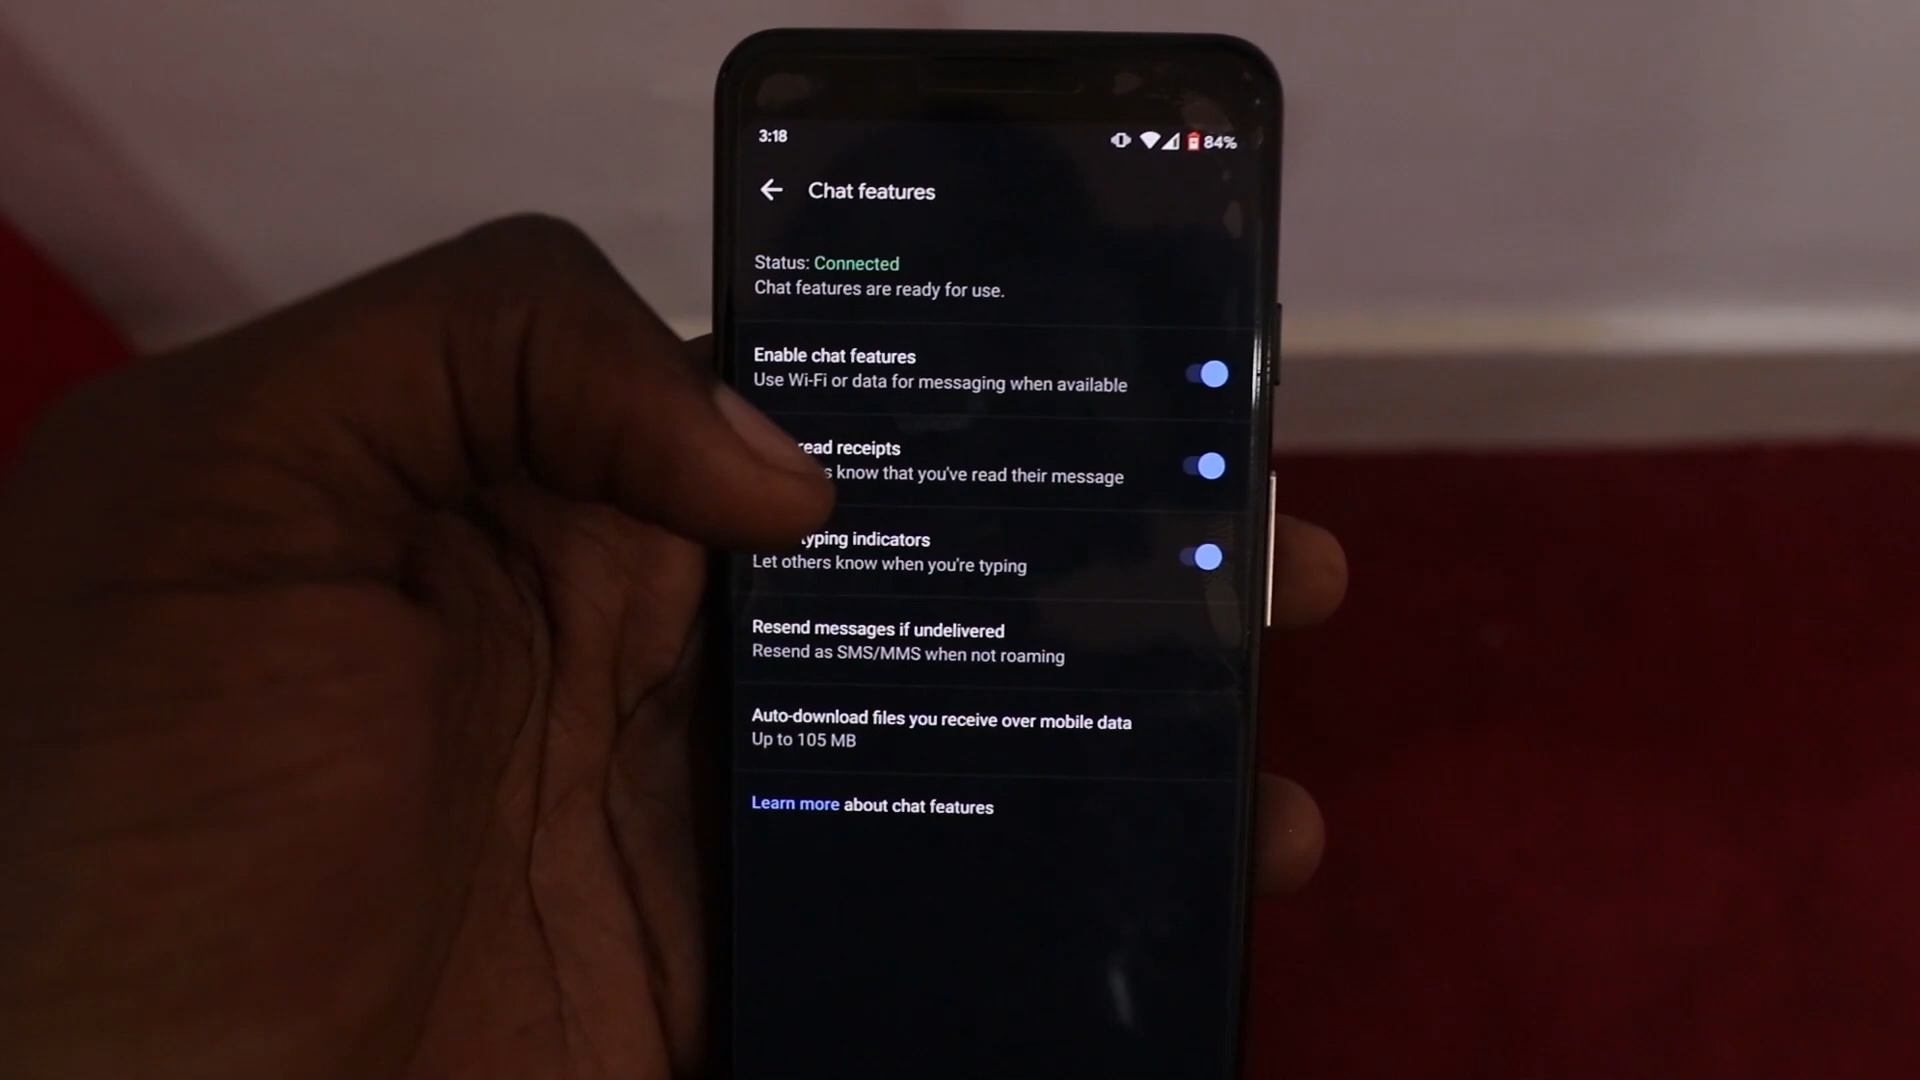 3:18
84%
Chat features
Status: Connected
Chat features are ready for use.
Enable chat features
Use Wi-Fi or data for messaging when available
read receipts
know that you've read their message
typing indicators
Let others know when you're typing
Resend messages if undelivered
Resend as SMS/MMS when not roaming
Auto-download files you receive over mobile data
Up to 105 MB
Learn more about chat features